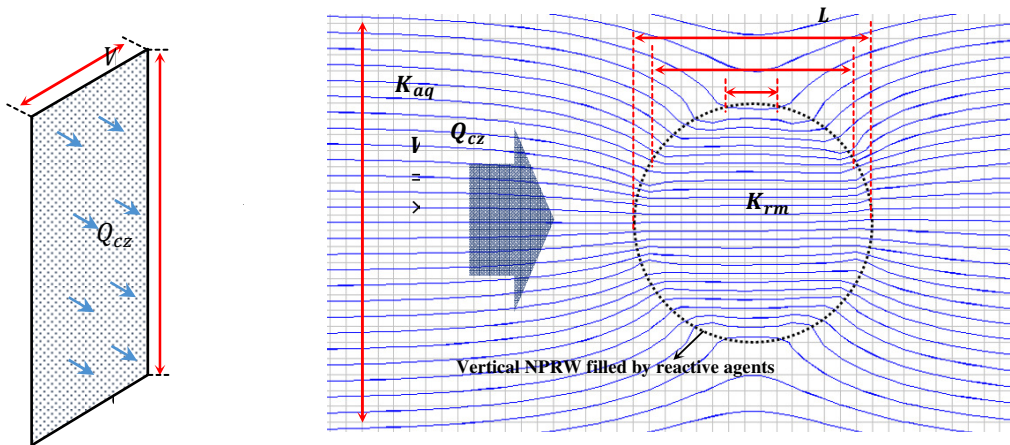 V
Q_cz
L
K_aq
Q_cz
V
=
K_rm
Vertical NPRW filled by reactive agents